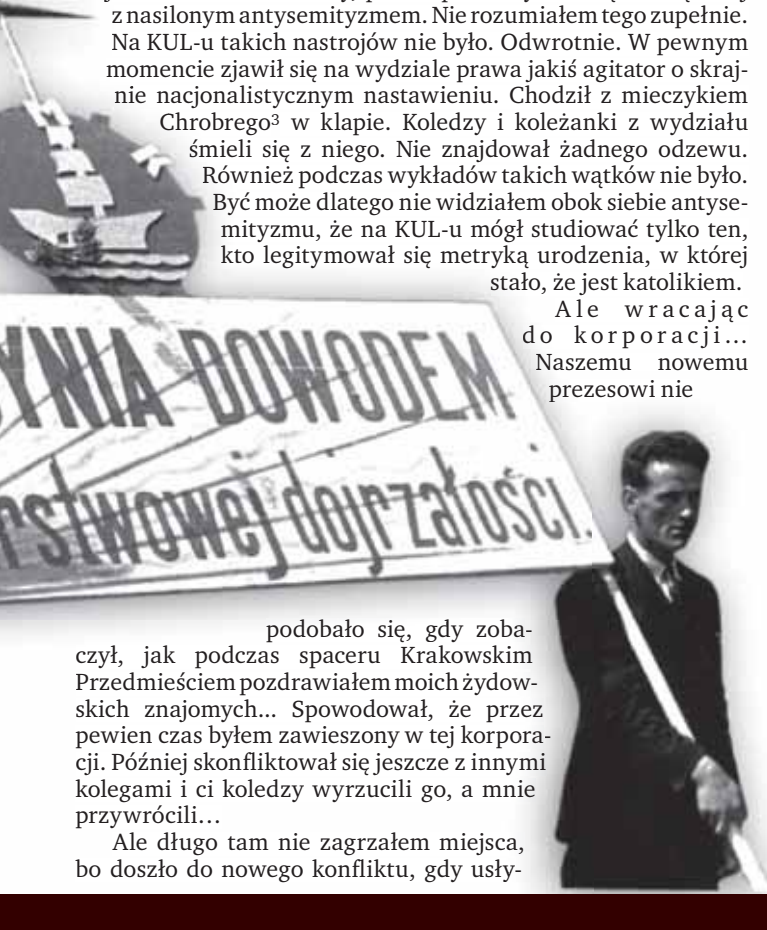 z nasilonym antysemityzmem. Nie rozumiałem tego zupełnie.
Na KUL-u takich nastrojów nie było. Odwrotnie. W pewnym
momencie zjawił się na wydziale prawa jakiś agitator o skraj-
nie nacjonalistycznym nastawieniu. Chodził z mieczykiem
Chrobrego³ w klapie. Koledzy i koleżanki z wydziału
śmieli się z niego. Nie znajdował żadnego odzewu.
Również podczas wykładów takich wątków nie było.
Być może dlatego nie widziałem obok siebie antyse-
mityzmu, że na KUL-u mógł studiować tylko ten,
kto legitymował się metryką urodzenia, w której
stało, że jest katolikiem.
Ale wracając
do korporacji...
Naszemu nowemu
prezesowi nie
YNIA DOWODEM
rstwowej dojrzałości.
podobało się, gdy zoba-
czył, jak podczas spaceru Krakowskim
Przedmieściem pozdrawiałem moich żydow-
skich znajomych... Spowodował, że przez
pewien czas byłem zawieszony w tej korpora-
cji. Później skonfliktował się jeszcze z innymi
kolegami i ci koledzy wyrzucili go, a mnie
przywrócili...
Ale długo tam nie zagrzałem miejsca,
bo doszło do nowego konfliktu, gdy usły-